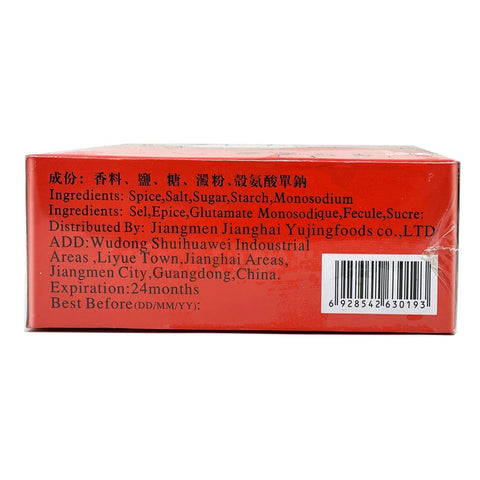 成份：香料、鹽、糖、澱粉、殼氨酸單鈉
Ingredients: Spice,Salt,Sugar,Starch,Monosodium
Ingredients: Sel,Epice,Glutamate Monosodique,Fecule,Sucre:
Distributed By: Jiangmen Jianghai Yujingfoods co.,LTD
ADD:Wudong Shuihuawei Indoustrial
Areas ,Liyue Town,Jianghai Areas,
Jiangmen City,Guangdong,China.
Expiration:24months
Best Before(DD/MM/YY):
6 928542 630193